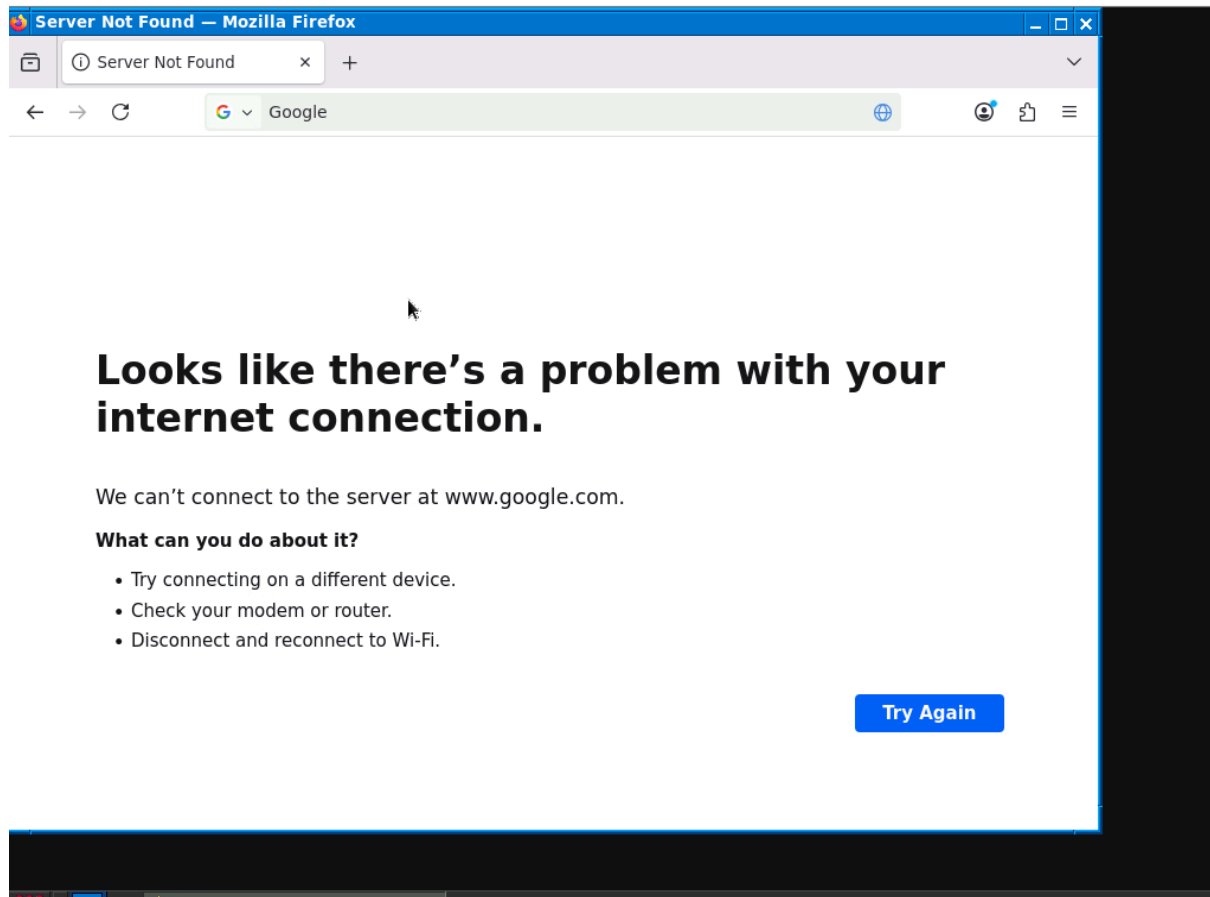 Server Not Found — Mozilla Firefox
Server Not Found
Google
Looks like there’s a problem with your
internet connection.
We can’t connect to the server at www.google.com.
What can you do about it?
• Try connecting on a different device.
• Check your modem or router.
• Disconnect and reconnect to Wi-Fi.
Try Again